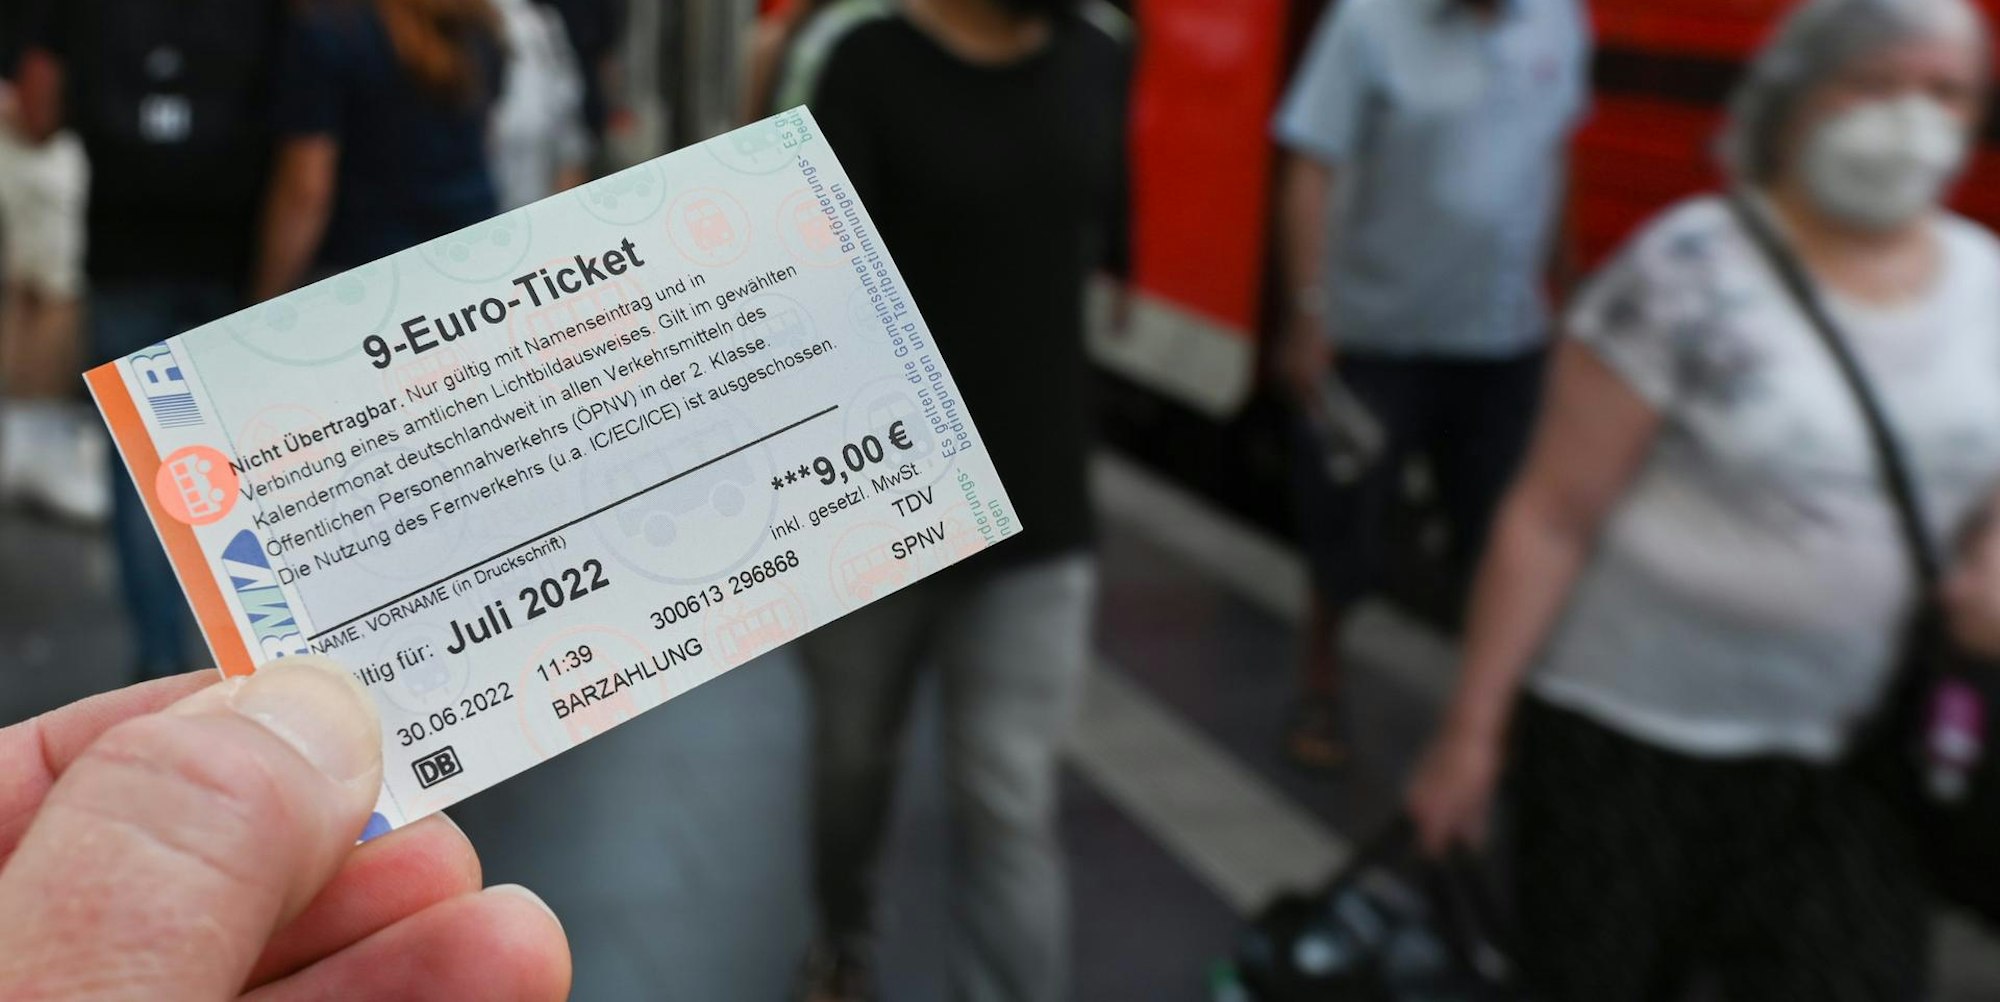 9-Euro-Ticket
Nicht Übertragbar. Nur gültig mit Namenseintrag und in
Verbindung eines amtlichen Lichtbildausweises. Gilt im gewählten
Kalendermonat deutschlandweit in allen Verkehrsmitteln des
Öffentlichen Personennahverkehrs (ÖPNV) in der 2. Klasse.
Die Nutzung des Fernverkehrs (u.a. IC/EC/ICE) ist ausgeschossen.
***9,00 €
inkl. gesetzl. MwSt.
NAME, VORNAME (in Druckschrift)
ltig für: Juli 2022
TDV
300613 296868
SPNV
30.06.2022 11:39
BARZAHLUNG
DB
RMV
Es gelten die Gemeinsamen Beförderungs-
bedingungen und Tarifbestimmungen